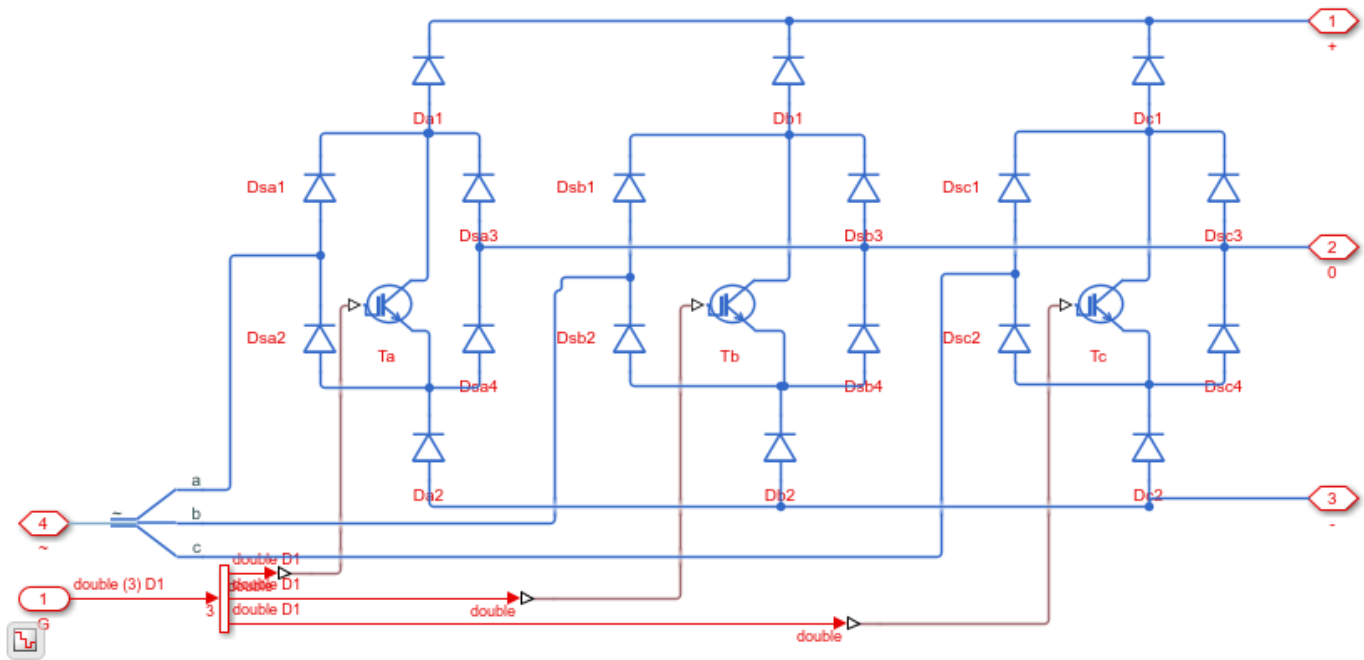 1
+
Da1
Db1
Dc1
Dsa1
Dsb1
Dsc1
Dsa3
Dsb3
Dsc3
2
0
Dsa2
Ta
Dsb2
Tb
Dsc2
Tc
Dsa4
Dsb4
Dsc4
a
Da2
Db2
Dc2
3
-
4
~
~
b
c
double D1
double (3) D1
double
double D1
1
G
3
double D1
double
double